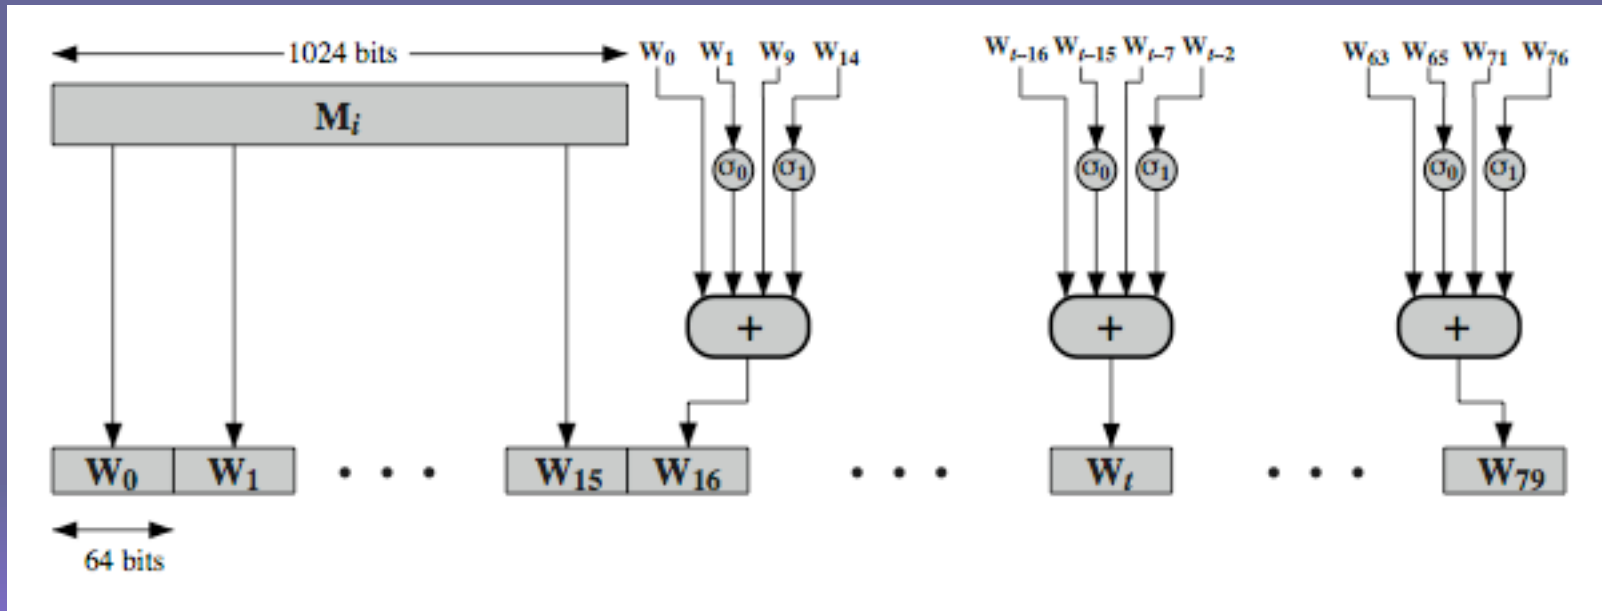 1024 bits
W0 W1 W9 W14
Wt–16 Wt–15 Wt–7 Wt–2
W63 W65 W71 W76
Mi
σ0 σ1
σ0 σ1
σ0 σ1
+
+
+
W0 W1 • • • W15 W16 • • • Wt • • • W79
64 bits